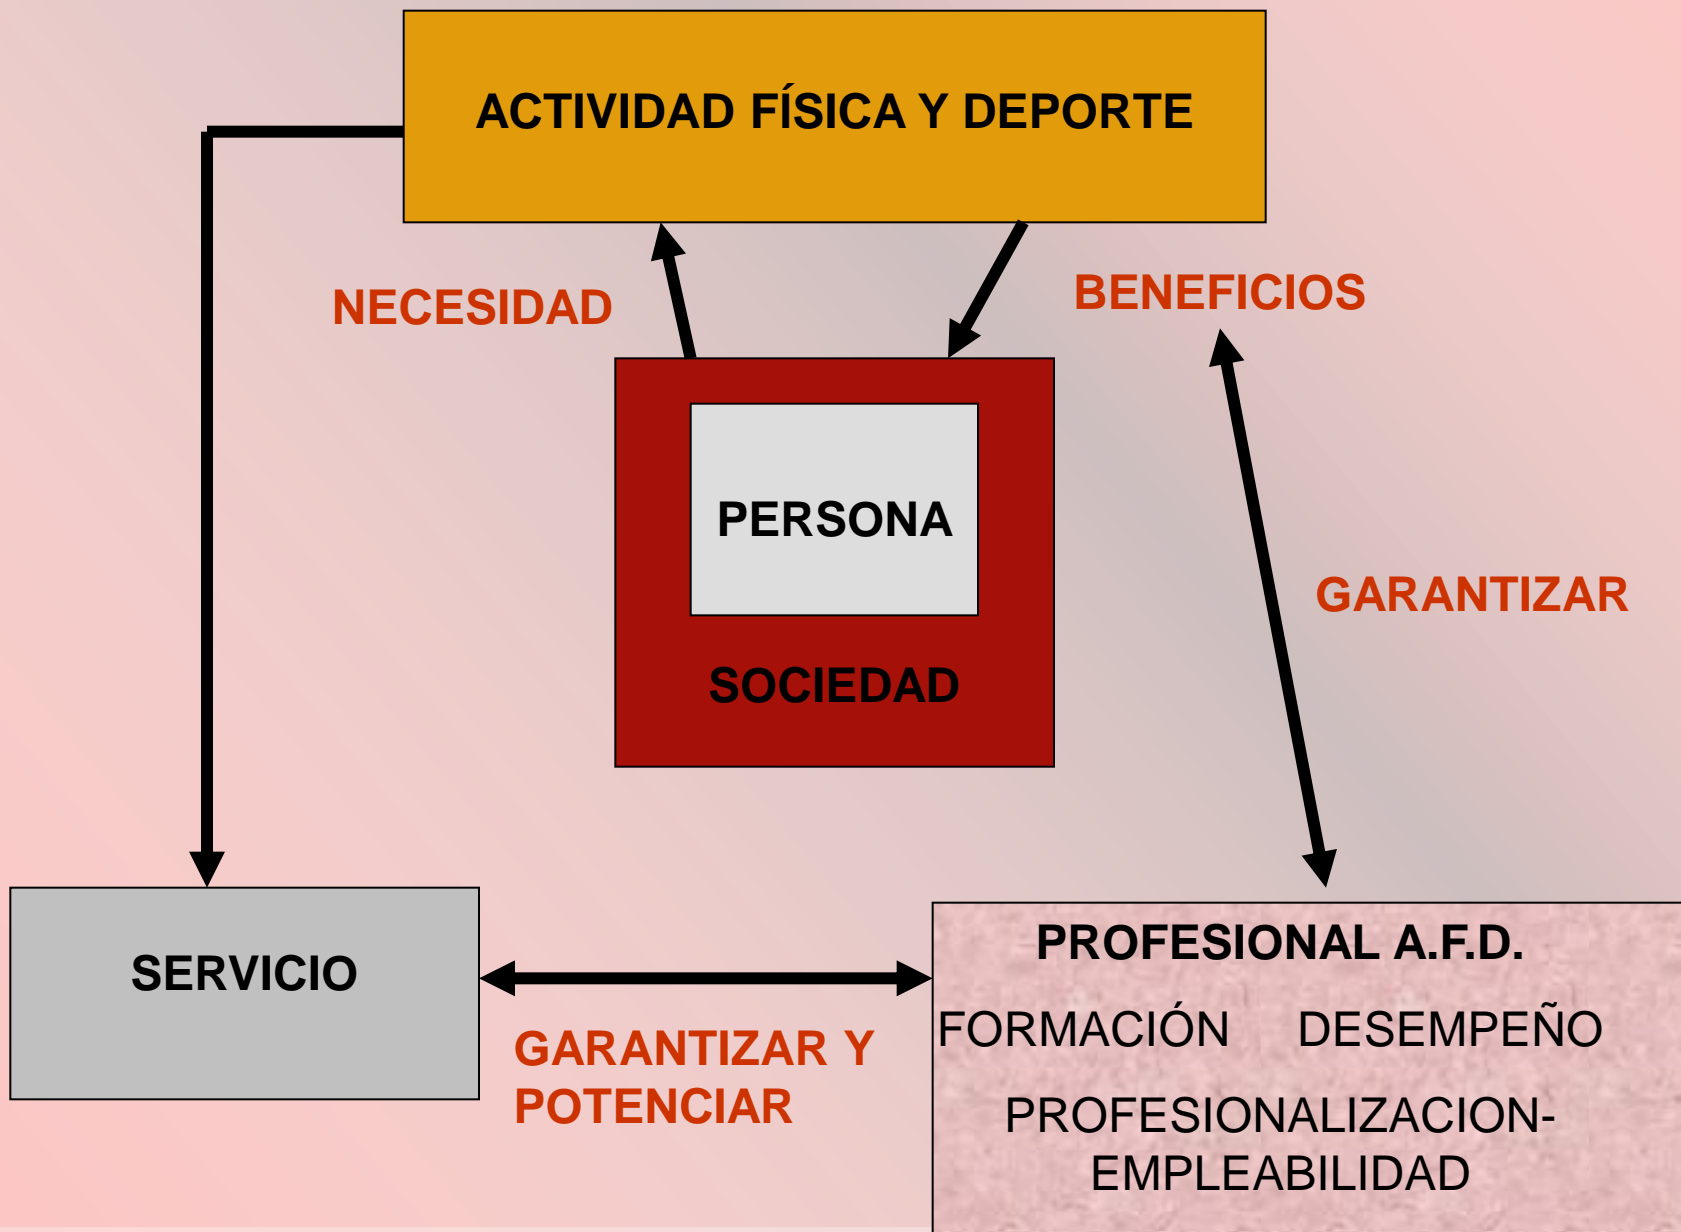 ACTIVIDAD FÍSICA Y DEPORTE
NECESIDAD
BENEFICIOS
PERSONA
SOCIEDAD
GARANTIZAR
SERVICIO
GARANTIZAR Y
POTENCIAR
PROFESIONAL A.F.D.
FORMACIÓN DESEMPEÑO
PROFESIONALIZACION-
EMPLEABILIDAD